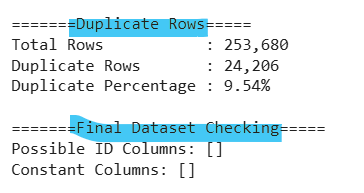 =======Duplicate Rows=====
Total Rows           : 253,680
Duplicate Rows       : 24,206
Duplicate Percentage : 9.54%
=======Final Dataset Checking=====
Possible ID Columns: []
Constant Columns: []